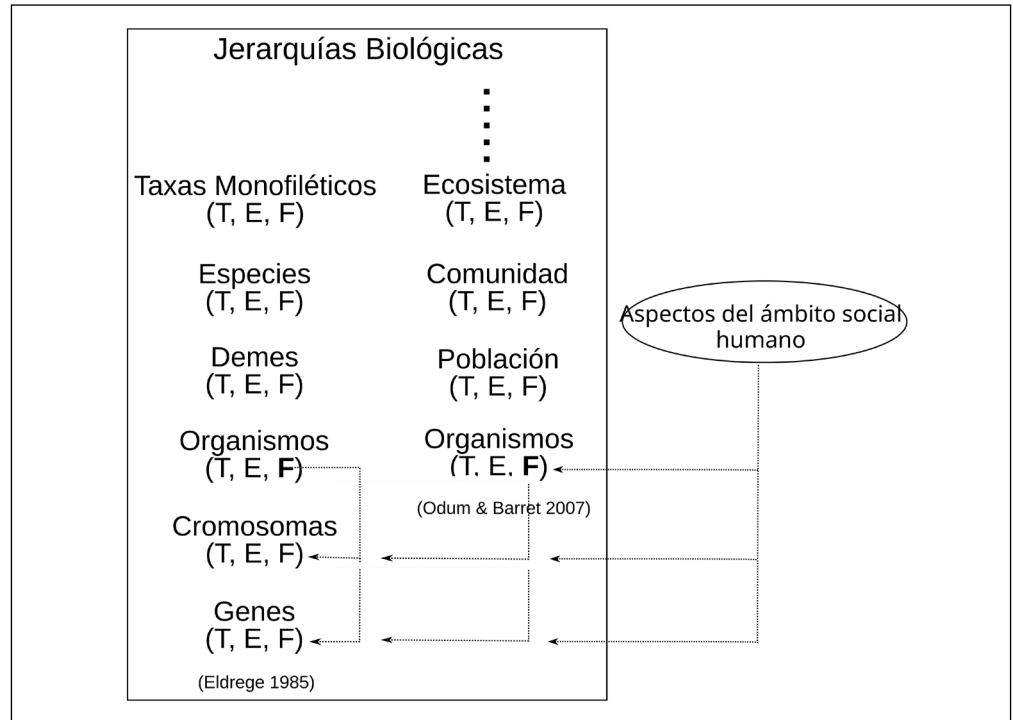 Jerarquías Biológicas
Taxas Monofiléticos
(T, E, F)
Especies
(T, E, F)
Demes
(T, E, F)
Organismos
(T, E, F)
Cromosomas
(T, E, F)
Genes
(T, E, F)
(Eldrege 1985)
Ecosistema
(T, E, F)
Comunidad
(T, E, F)
Población
(T, E, F)
Organismos
(T, E, F)
(Odum & Barret 2007)
Aspectos del ámbito social
humano